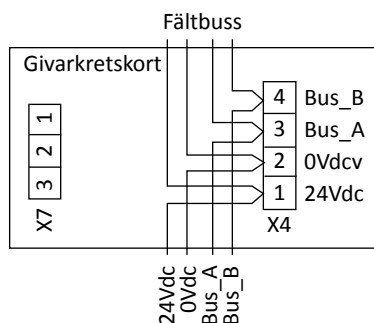 Fältbuss
Givarkretskort
4 Bus_B
3 Bus_A
2 0Vdcv
1 24Vdc
X4
1
2
3
X7
24Vdc
0Vdc
Bus_A
Bus_B